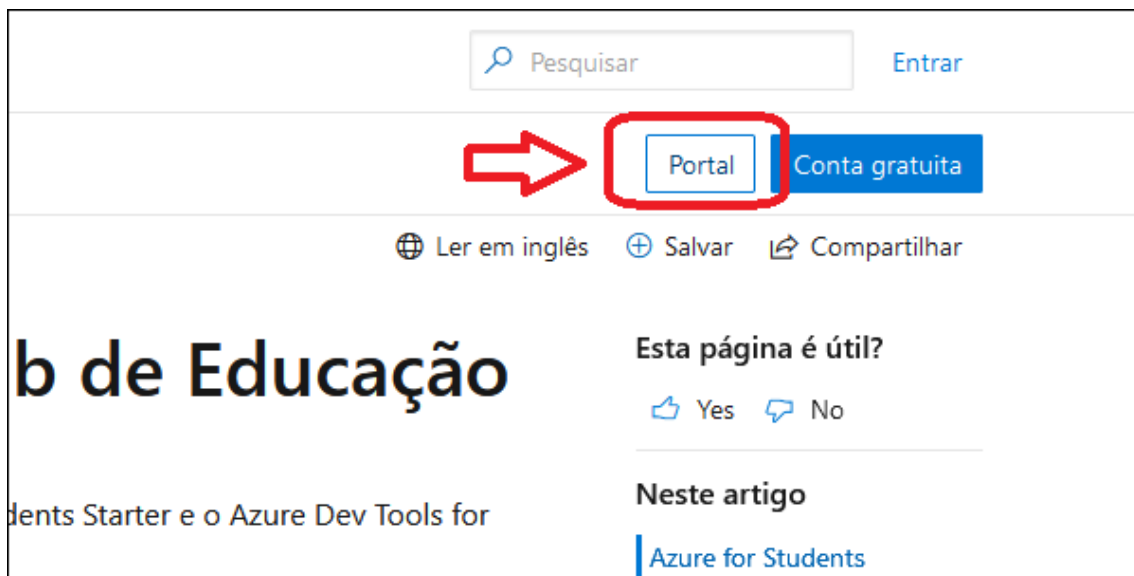 Pesquisar
Entrar
Portal
Conta gratuita
Ler em inglês
Salvar
Compartilhar
b de Educação
Esta página é útil?
Yes
No
dents Starter e o Azure Dev Tools for
Neste artigo
Azure for Students